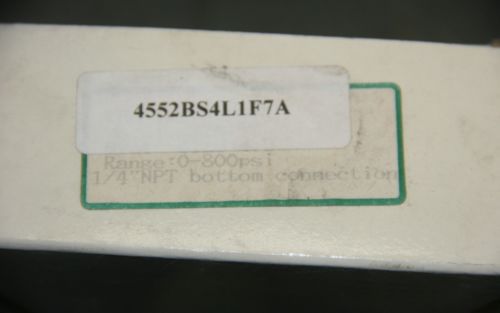 4552BS4L1F7A
Range:0-800psi
1/4"NPT bottom connection